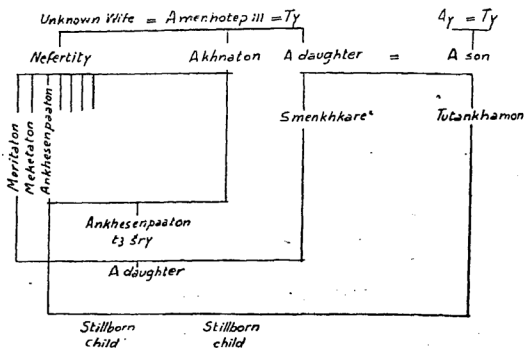 Unknown Wife = Amenhotep III = Ty
Ay = Ty
Nefertity Akhnaton A daughter = A son
Smenkhkare Tutankhamon
Meritaton
Meketaton
Ankhesenpaaton
Ankhesenpaaton
t3 šry
A daughter
Stillborn
child
Stillborn
child